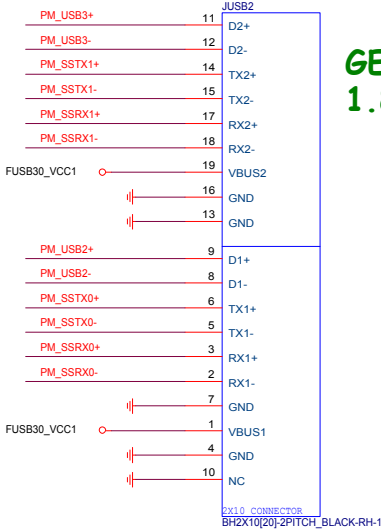 JUSB2
PM_USB3+ 11 D2+
PM_USB3- 12 D2-
PM_SSTX1+ 14 TX2+
PM_SSTX1- 15 TX2-
PM_SSRX1+ 17 RX2+
PM_SSRX1- 18 RX2-
FUSB30_VCC1 19 VBUS2
16 GND
13 GND
PM_USB2+ 9 D1+
PM_USB2- 8 D1-
PM_SSTX0+ 6 TX1+
PM_SSTX0- 5 TX1-
PM_SSRX0+ 3 RX1+
PM_SSRX0- 2 RX1-
7 GND
FUSB30_VCC1 1 VBUS1
4 GND
10 NC
2X10 CONNECTOR
BH2X10[20]-2PITCH_BLACK-RH-1
1.